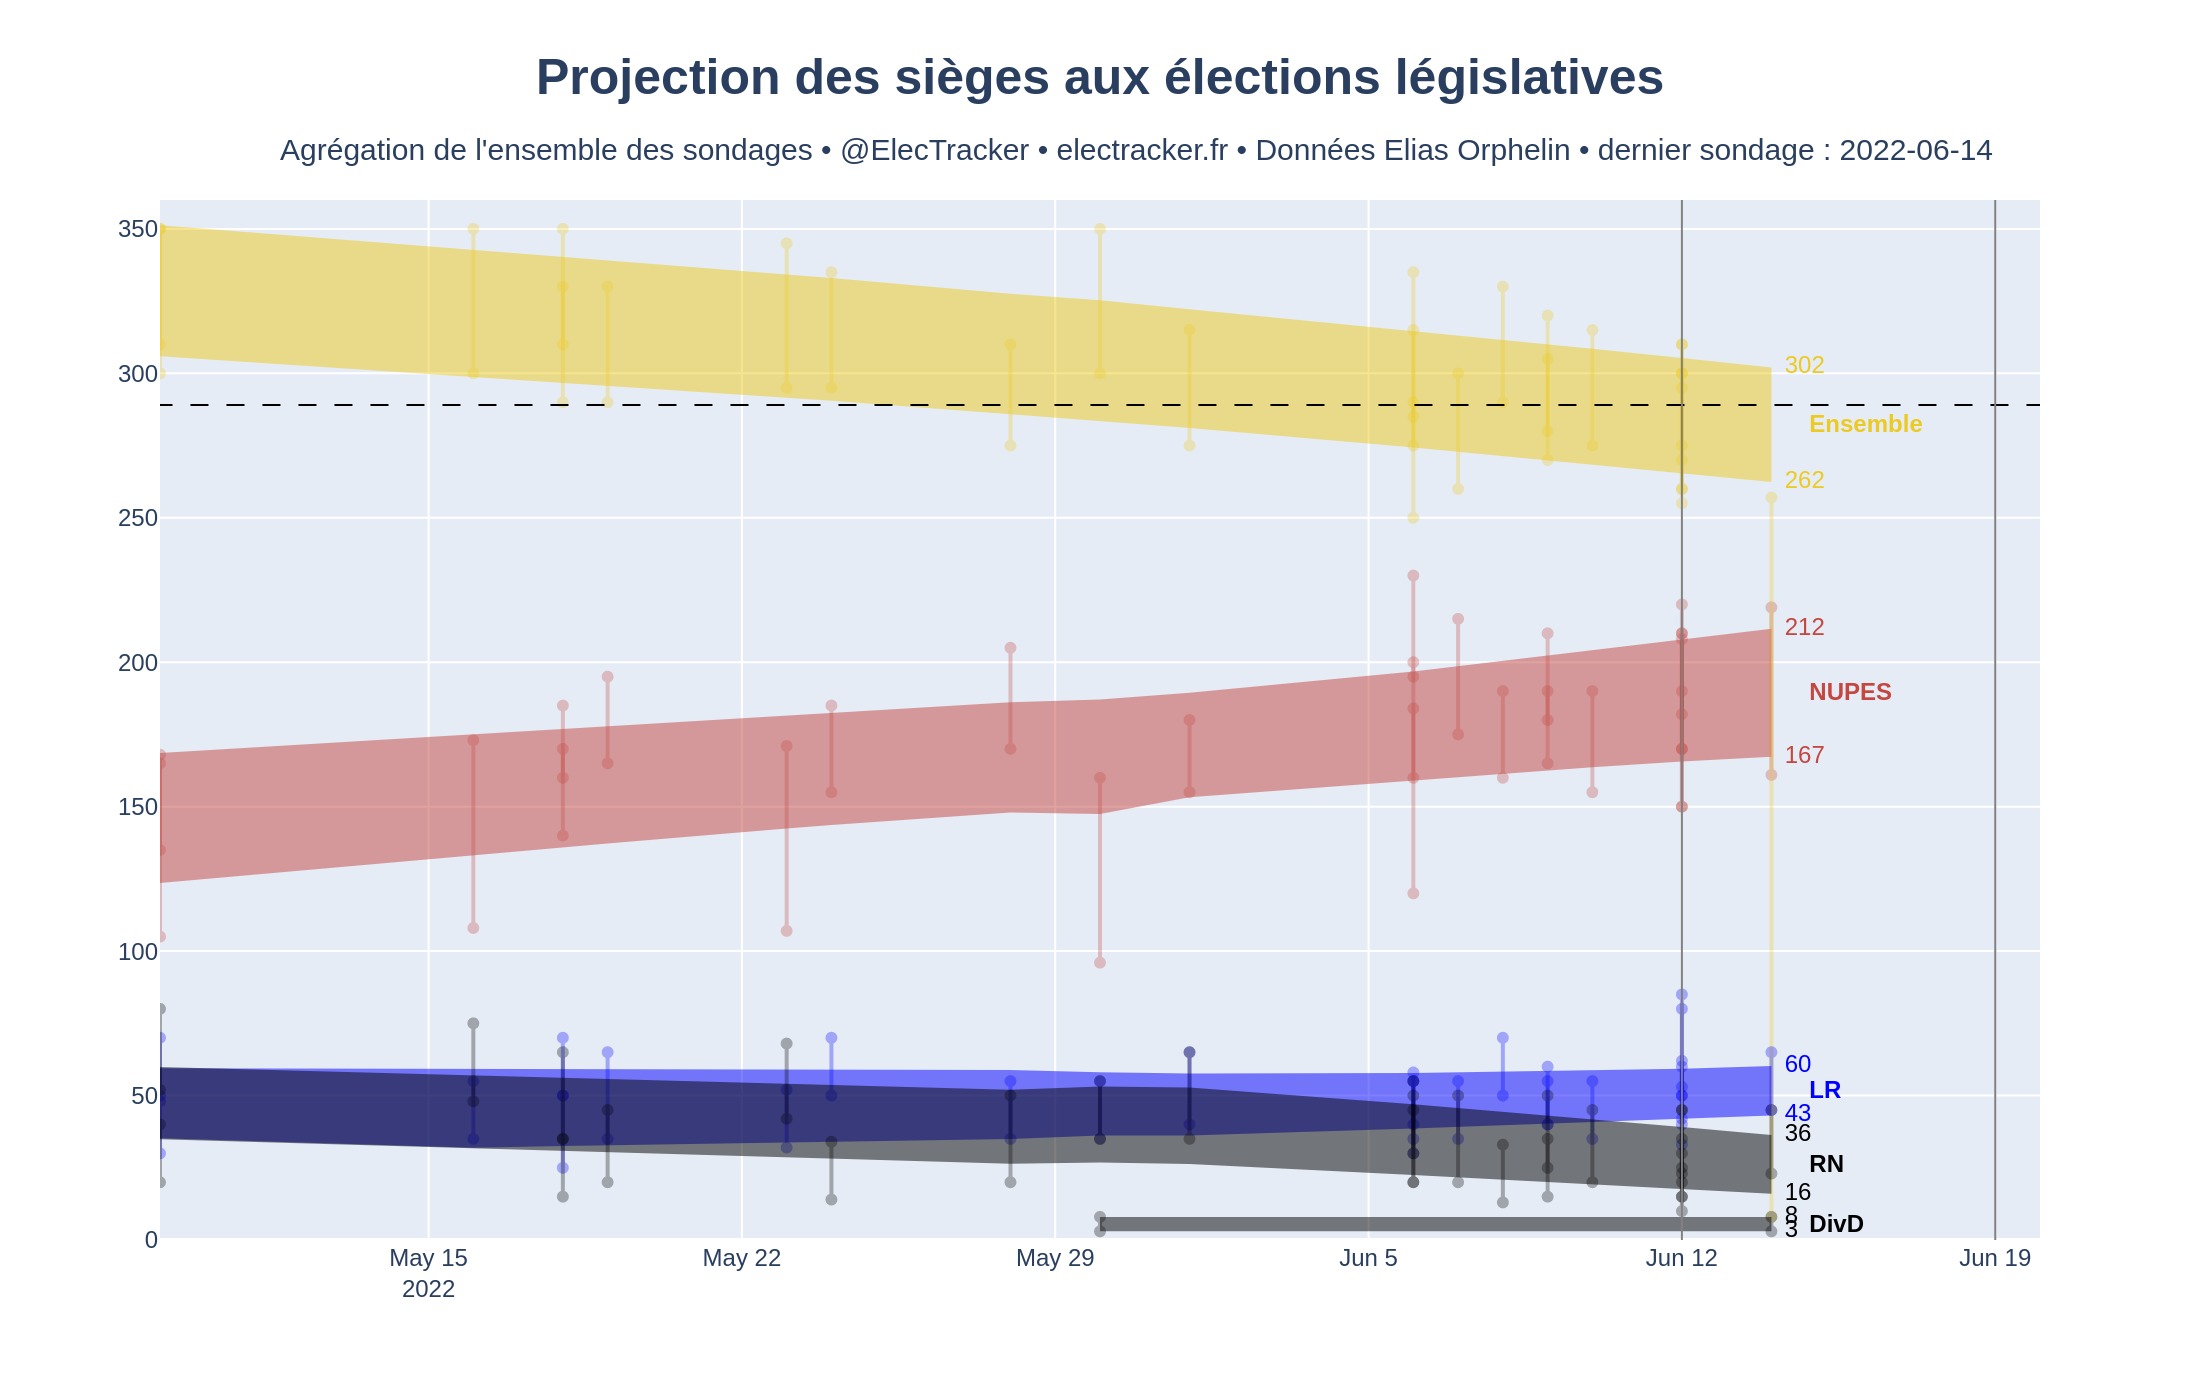 Projection des sièges aux élections législatives
Agrégation de l'ensemble des sondages • @ElecTracker • electracker.fr • Données Elias Orphelin • dernier sondage : 2022-06-14
350
300
250
200
150
100
50
0
302
Ensemble
262
212
NUPES
167
60
LR
43
36
RN
16
8
3 DivD
May 15 May 22 May 29 Jun 5 Jun 12 Jun 19
2022